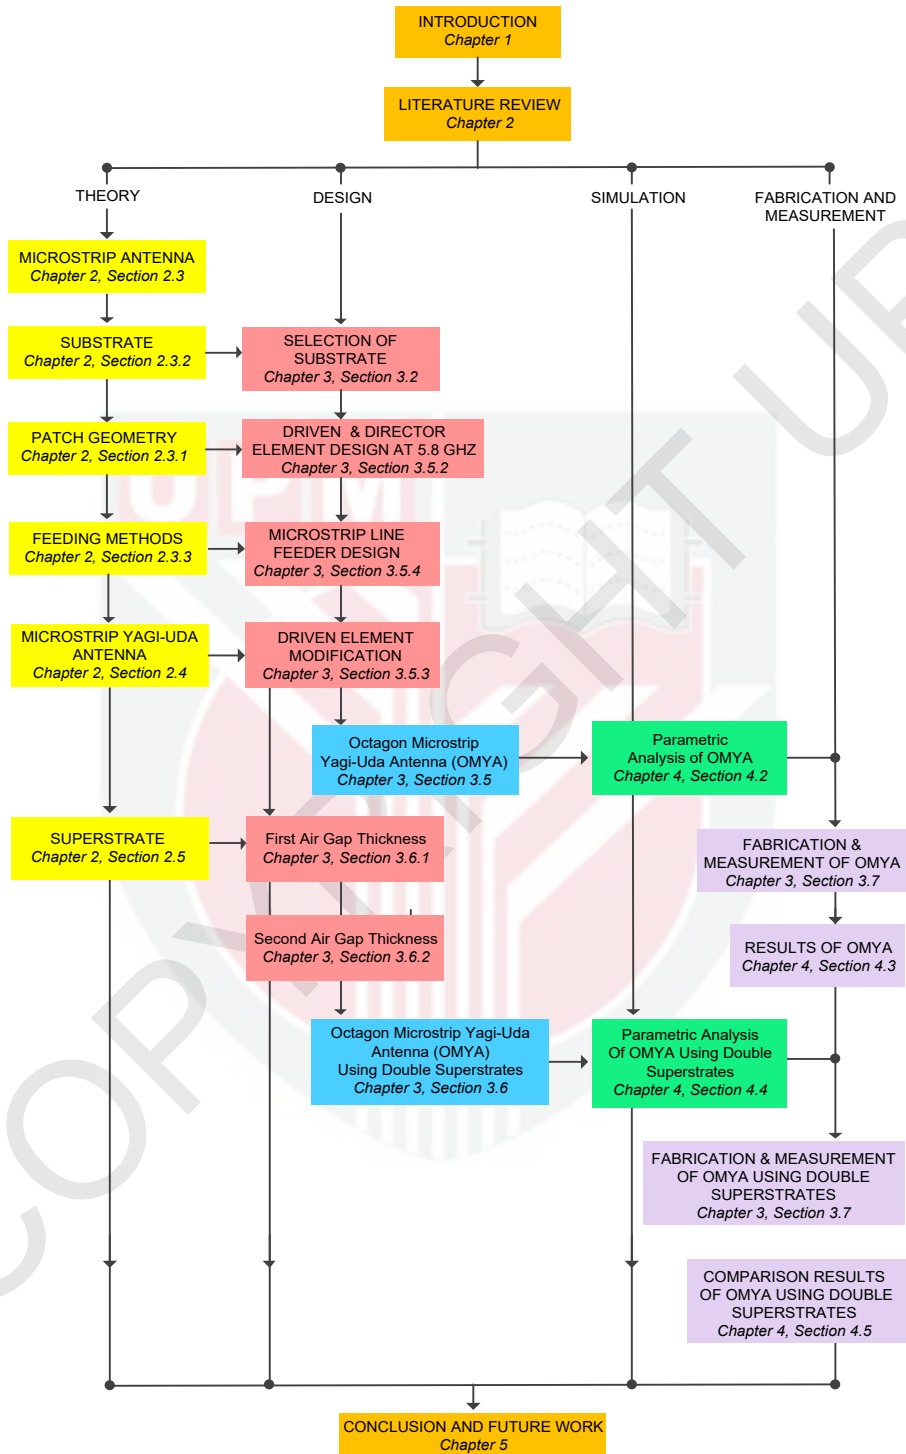 INTRODUCTION
Chapter 1
LITERATURE REVIEW
Chapter 2
THEORY
DESIGN
SIMULATION
FABRICATION AND
MEASUREMENT
MICROSTRIP ANTENNA
Chapter 2, Section 2.3
SUBSTRATE
Chapter 2, Section 2.3.2
SELECTION OF
SUBSTRATE
Chapter 3, Section 3.2
PATCH GEOMETRY
Chapter 2, Section 2.3.1
DRIVEN & DIRECTOR
ELEMENT DESIGN AT 5.8 GHZ
Chapter 3, Section 3.5.2
FEEDING METHODS
Chapter 2, Section 2.3.3
MICROSTRIP LINE
FEEDER DESIGN
Chapter 3, Section 3.5.4
MICROSTRIP YAGI-UDA
ANTENNA
Chapter 2, Section 2.4
DRIVEN ELEMENT
MODIFICATION
Chapter 3, Section 3.5.3
Octagon Microstrip
Yagi-Uda Antenna (OMYA)
Chapter 3, Section 3.5
Parametric
Analysis of OMYA
Chapter 4, Section 4.2
SUPERSTRATE
Chapter 2, Section 2.5
First Air Gap Thickness
Chapter 3, Section 3.6.1
FABRICATION &
MEASUREMENT OF OMYA
Chapter 3, Section 3.7
Second Air Gap Thickness
Chapter 3, Section 3.6.2
RESULTS OF OMYA
Chapter 4, Section 4.3
Octagon Microstrip Yagi-Uda
Antenna (OMYA)
Using Double Superstrates
Chapter 3, Section 3.6
Parametric Analysis
Of OMYA Using Double
Superstrates
Chapter 4, Section 4.4
FABRICATION & MEASUREMENT
OF OMYA USING DOUBLE
SUPERSTRATES
Chapter 3, Section 3.7
COMPARISON RESULTS
OF OMYA USING DOUBLE
SUPERSTRATES
Chapter 4, Section 4.5
CONCLUSION AND FUTURE WORK
Chapter 5
UPM
COPYRIGHT UP